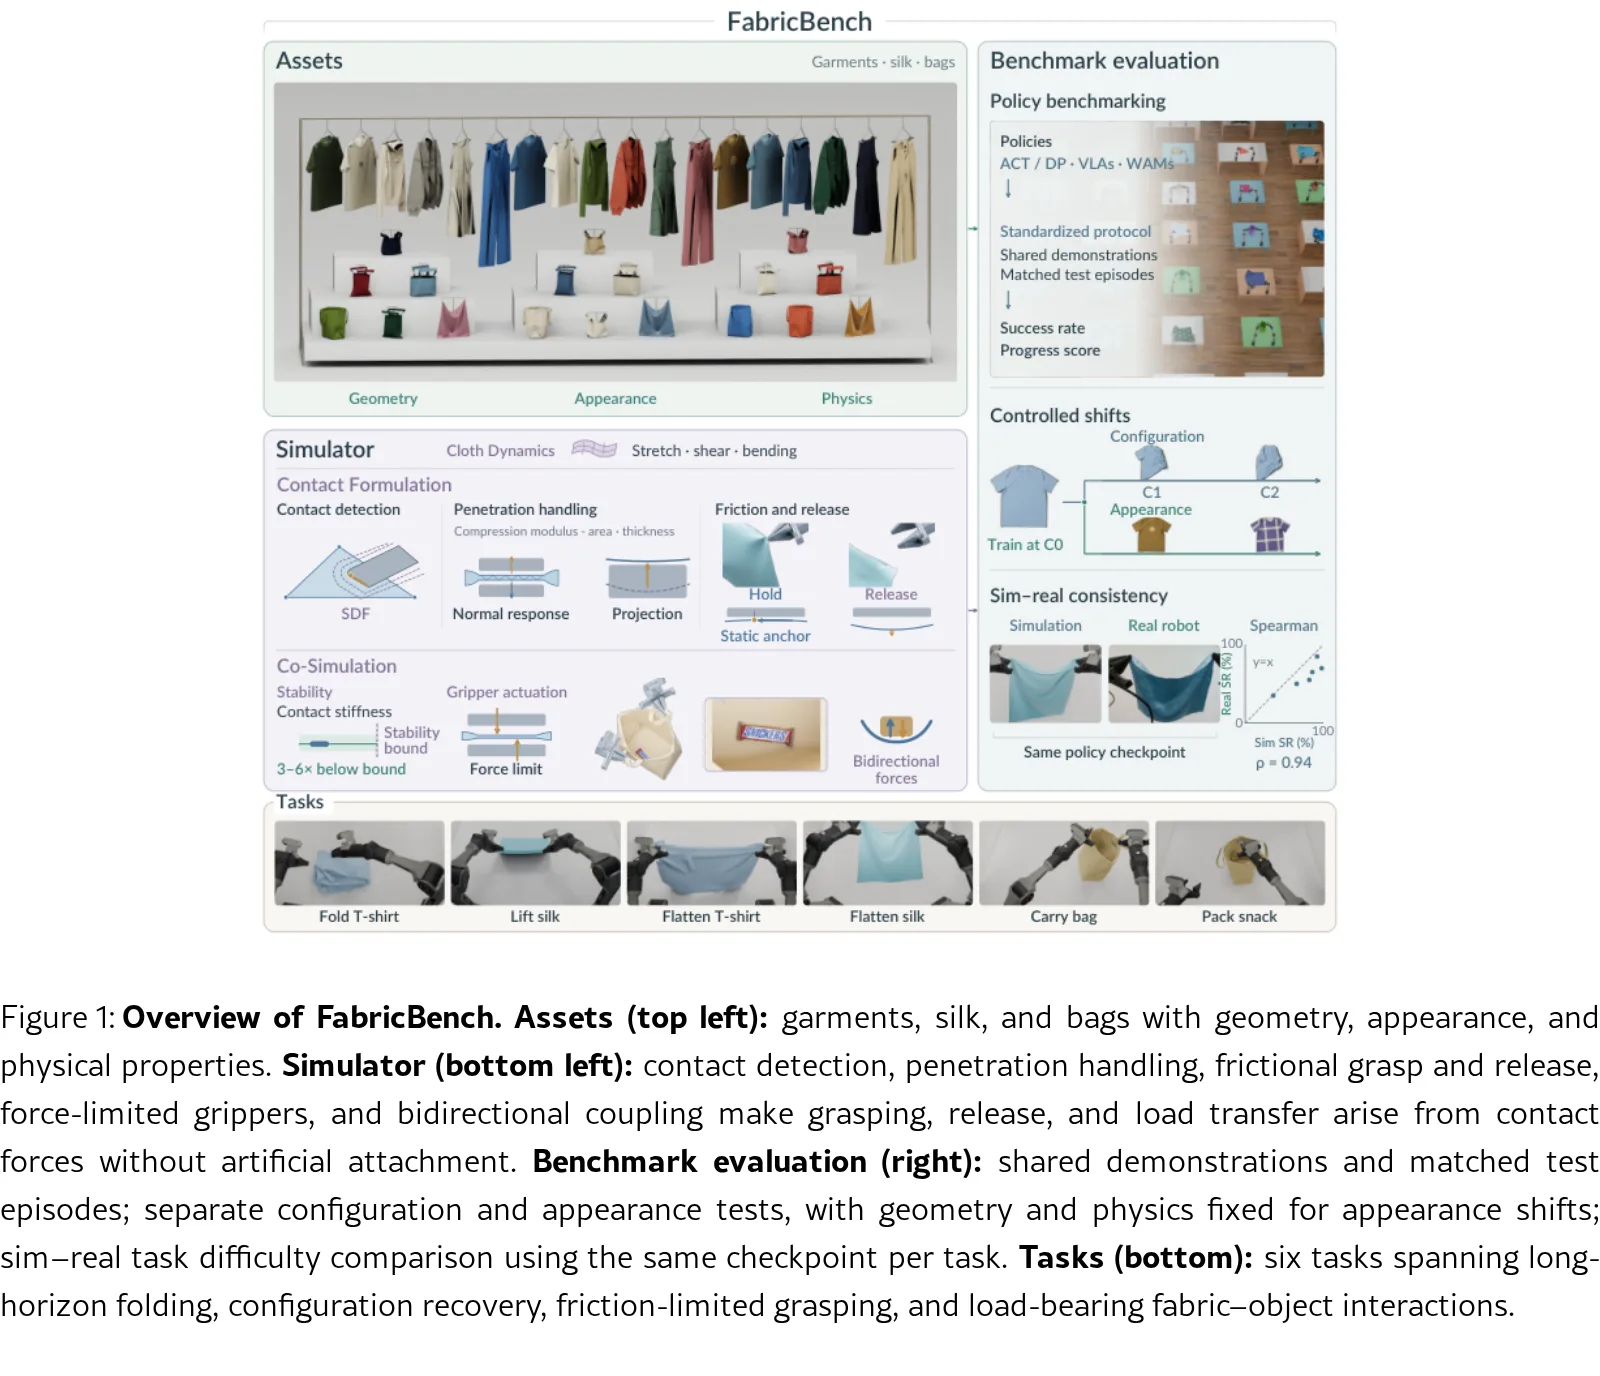 FabricBench
Assets
Garments · silk · bags
Geometry
Appearance
Physics
Simulator
Cloth Dynamics
Stretch · shear · bending
Contact Formulation
Contact detection
SDF
Penetration handling
Compression modulus · area · thickness
Normal response
Projection
Friction and release
Hold
Release
Static anchor
Co-Simulation
Stability
Contact stiffness
Stability
bound
3–6× below bound
Gripper actuation
Force limit
Bidirectional
forces
Benchmark evaluation
Policy benchmarking
Policies
ACT / DP · VLAs · WAMs
Standardized protocol
Shared demonstrations
Matched test episodes
Success rate
Progress score
Controlled shifts
Configuration
C1
C2
Appearance
Train at C0
Sim–real consistency
Simulation
Real robot
Spearman
100
y=x
Real SR (%)
0
100
Sim SR (%)
ρ = 0.94
Same policy checkpoint
Tasks
Fold T-shirt
Lift silk
Flatten T-shirt
Flatten silk
Carry bag
Pack snack
Figure 1: Overview of FabricBench. Assets (top left): garments, silk, and bags with geometry, appearance, and
physical properties. Simulator (bottom left): contact detection, penetration handling, frictional grasp and release,
force-limited grippers, and bidirectional coupling make grasping, release, and load transfer arise from contact
forces without artificial attachment. Benchmark evaluation (right): shared demonstrations and matched test
episodes; separate configuration and appearance tests, with geometry and physics fixed for appearance shifts;
sim–real task difficulty comparison using the same checkpoint per task. Tasks (bottom): six tasks spanning long-
horizon folding, configuration recovery, friction-limited grasping, and load-bearing fabric–object interactions.